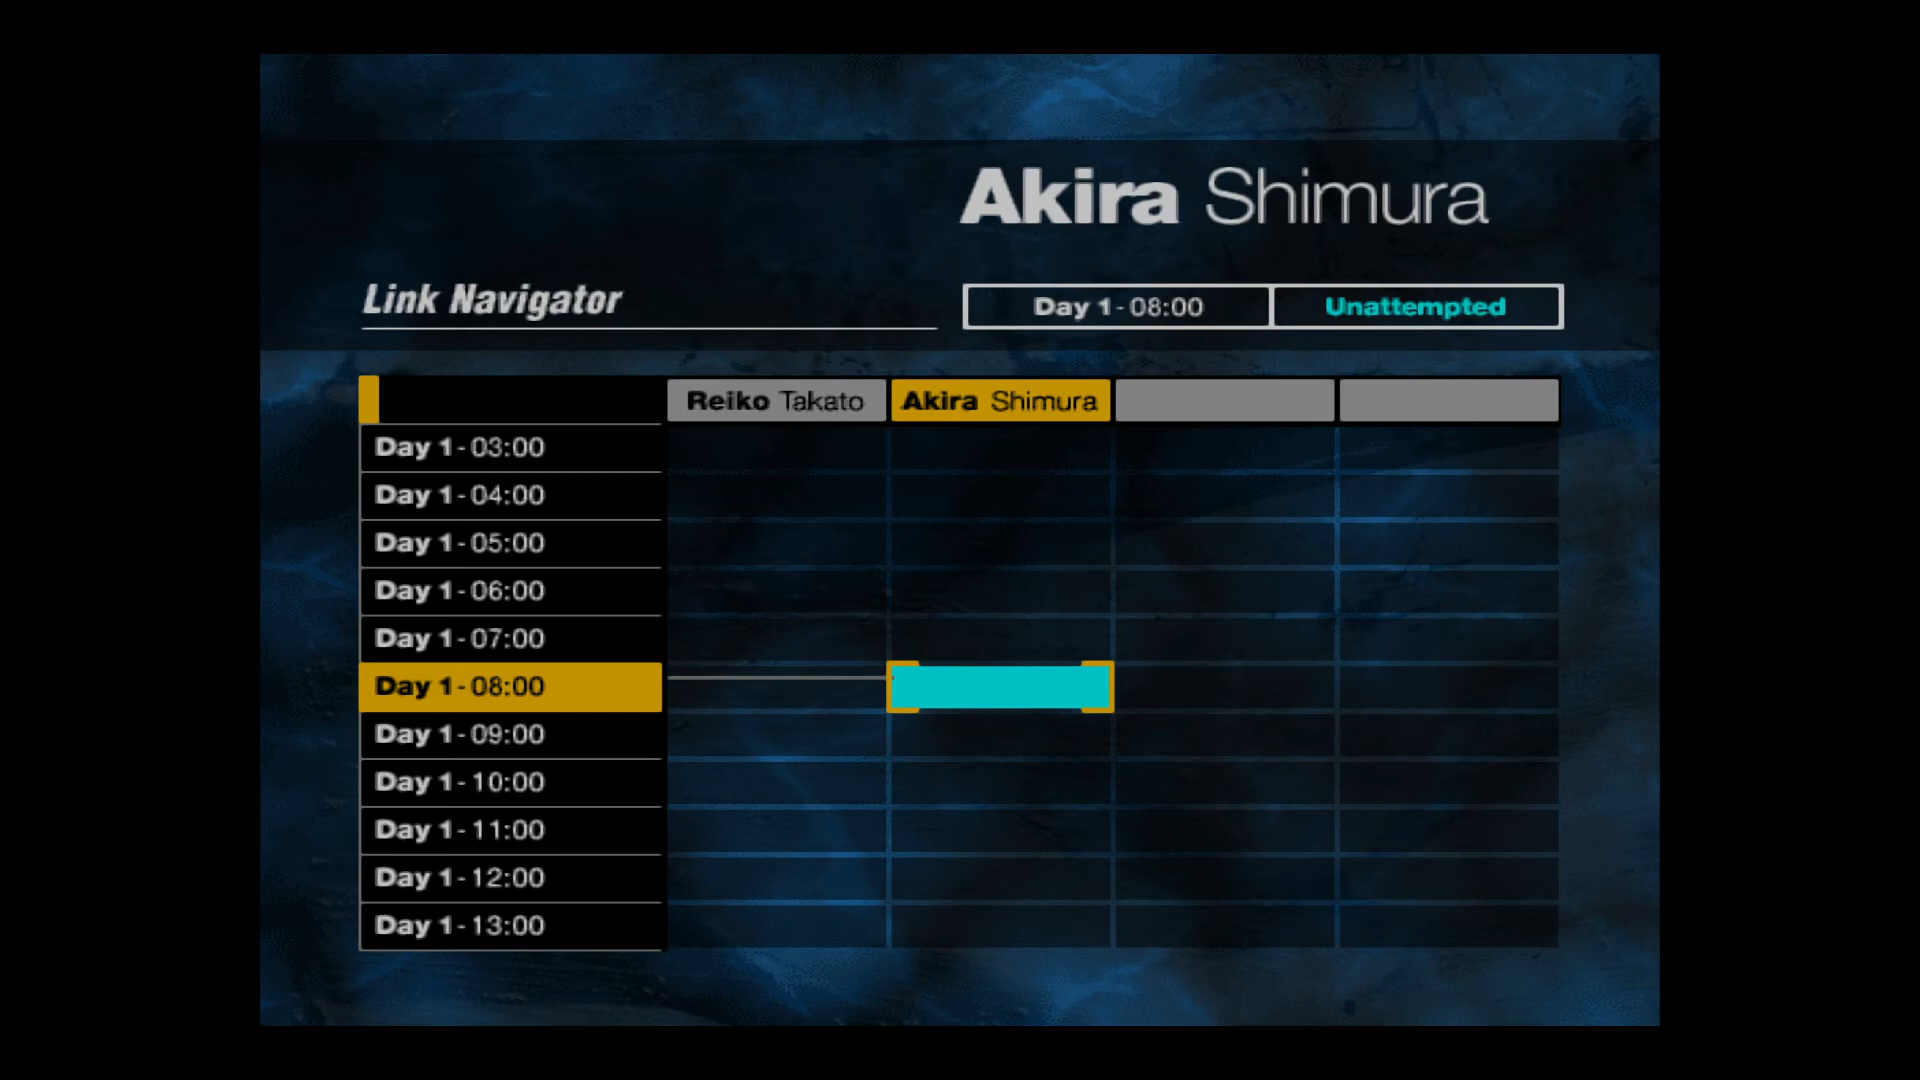 Akira Shimura
Link Navigator
Day 1 - 08:00 Unattempted
Reiko Takato Akira Shimura
Day 1 - 03:00
Day 1 - 04:00
Day 1 - 05:00
Day 1 - 06:00
Day 1 - 07:00
Day 1 - 08:00
Day 1 - 09:00
Day 1 - 10:00
Day 1 - 11:00
Day 1 - 12:00
Day 1 - 13:00